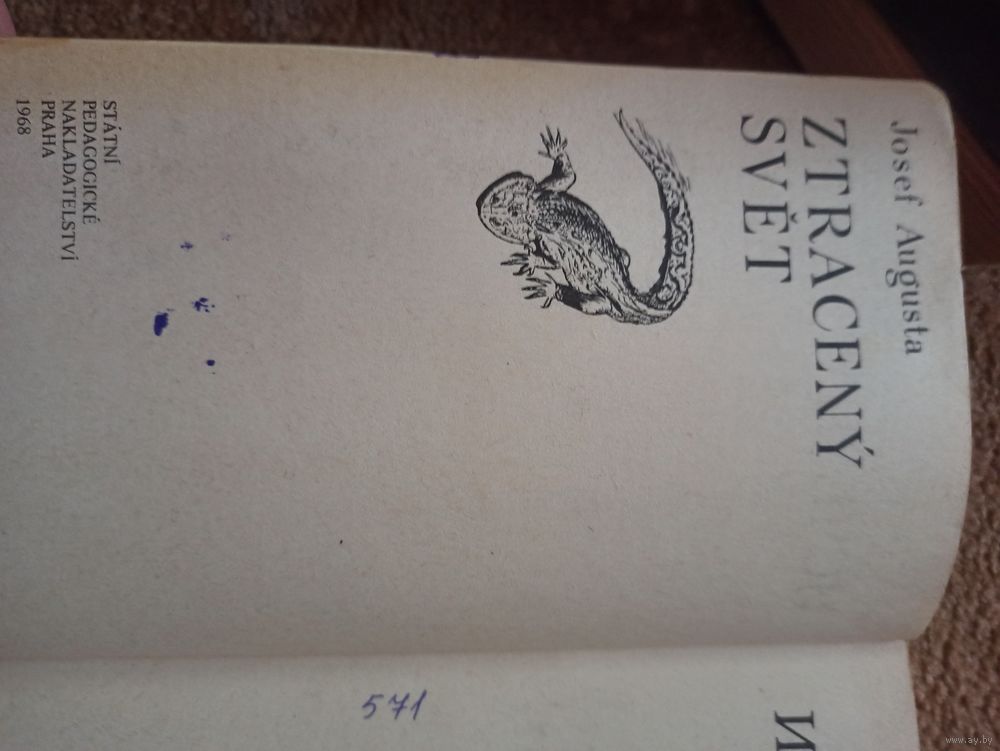 Josef Augusta
ZTRACENÝ
SVĚT
STÁTNÍ
PEDAGOGICKÉ
NAKLADATELSTVÍ
PRAHA
1968
571
И
www.ay.by